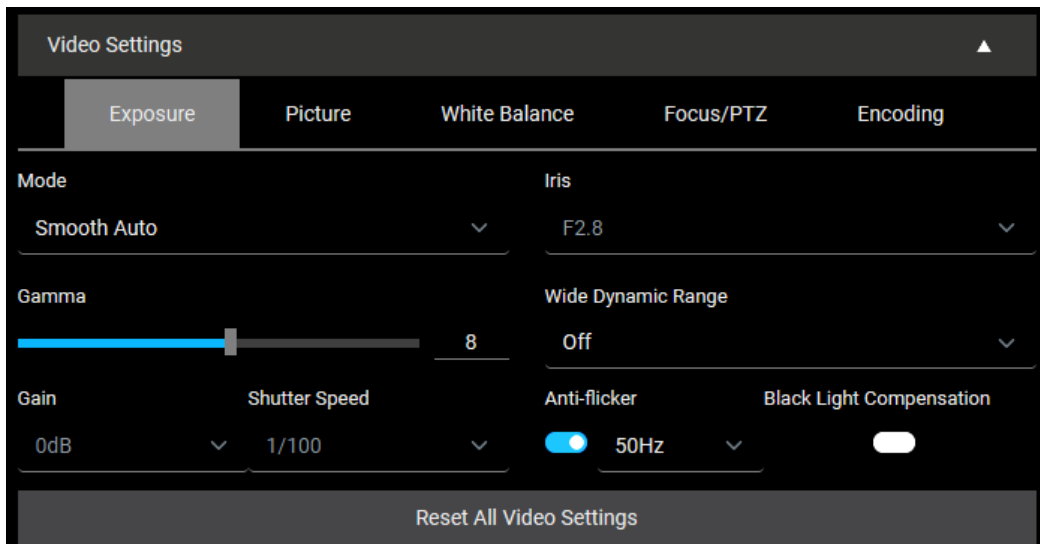 Video Settings
Exposure Picture White Balance Focus/PTZ Encoding
Mode Iris
Smooth Auto F2.8
Gamma Wide Dynamic Range
8 Off
Gain Shutter Speed Anti-flicker Black Light Compensation
0dB 1/100 50Hz
Reset All Video Settings